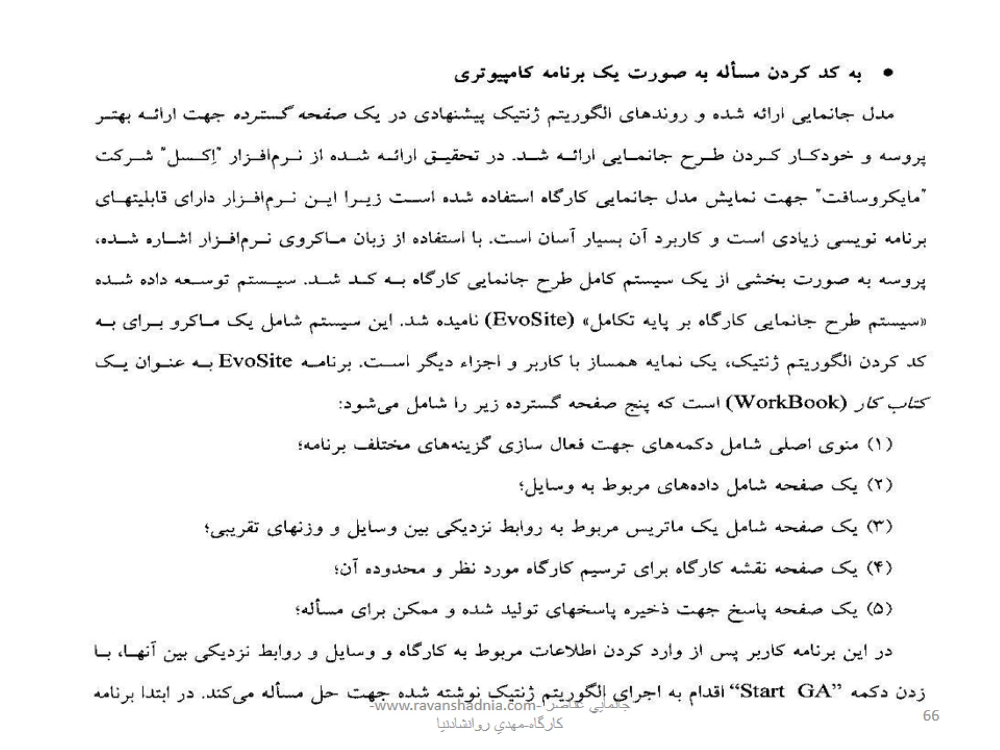 • به کد کردن مسأله به صورت یک برنامه کامپیوتری
مدل جانمایی ارائه شده و روندهای الگوریتم ژنتیک پیشنهادی در یک صفحه گسترده جهت ارائه بهتر
پروسه و خودکار کردن طرح جانمایی ارائه شد. در تحقیق ارائه شده از نرم‌افزار "اِکسل" شرکت
"مایکروسافت" جهت نمایش مدل جانمایی کارگاه استفاده شده است زیرا این نرم‌افزار دارای قابلیتهای
برنامه نویسی زیادی است و کاربرد آن بسیار آسان است. با استفاده از زبان ماکروی نرم‌افزار اشاره شده،
پروسه به صورت بخشی از یک سیستم کامل طرح جانمایی کارگاه به کد شد. سیستم توسعه داده شده
«سیستم طرح جانمایی کارگاه بر پایه تکامل» (EvoSite) نامیده شد. این سیستم شامل یک ماکرو برای به
کد کردن الگوریتم ژنتیک، یک نمایه همساز با کاربر و اجزاء دیگر است. برنامه EvoSite به عنوان یک
کتاب کار (WorkBook) است که پنج صفحه گسترده زیر را شامل می‌شود:
(۱) منوی اصلی شامل دکمه‌های جهت فعال سازی گزینه‌های مختلف برنامه؛
(۲) یک صفحه شامل داده‌های مربوط به وسایل؛
(۳) یک صفحه شامل یک ماتریس مربوط به روابط نزدیکی بین وسایل و وزنهای تقریبی؛
(۴) یک صفحه نقشه کارگاه برای ترسیم کارگاه مورد نظر و محدوده آن؛
(۵) یک صفحه پاسخ جهت ذخیره پاسخهای تولید شده و ممکن برای مسأله؛
در این برنامه کاربر پس از وارد کردن اطلاعات مربوط به کارگاه و وسایل و روابط نزدیکی بین آنها، با
زدن دکمه "Start GA" اقدام به اجرای الگوریتم ژنتیک نوشته شده جهت حل مسأله می‌کند. در ابتدا برنامه
جانمایی عناصر -www.ravanshadnia.com-
کارگاه-مهدي روانشادنیا
66